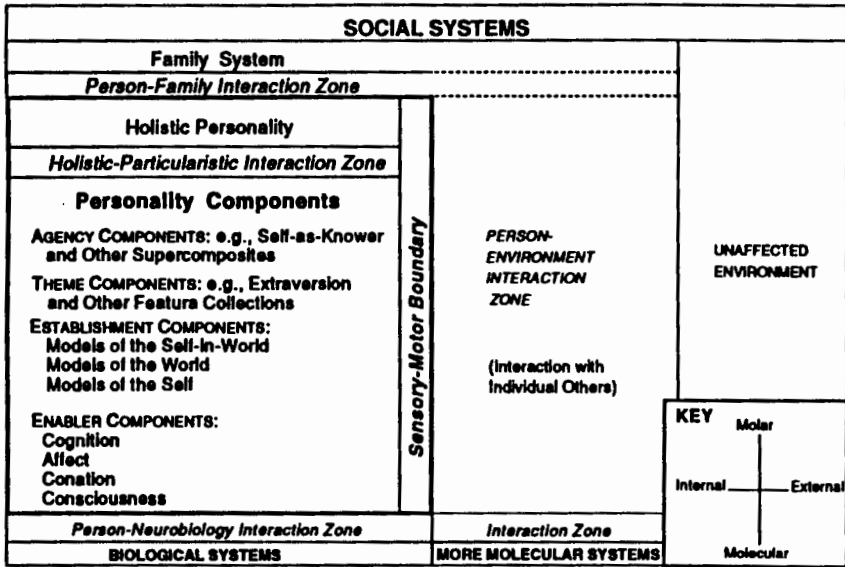 SOCIAL SYSTEMS
Family System
Person-Family Interaction Zone
Holistic Personality
Holistic-Particularistic Interaction Zone
Personality Components
AGENCY COMPONENTS: e.g., Self-as-Knower
and Other Supercomposites
THEME COMPONENTS: e.g., Extraversion
and Other Featura Collections
ESTABLISHMENT COMPONENTS:
Models of the Self-In-World
Models of the World
Models of the Self
ENABLER COMPONENTS:
Cognition
Affect
Conation
Consciousness
Sensory-Motor Boundary
PERSON-
ENVIRONMENT
INTERACTION
ZONE
(Interaction with
Individual Others)
UNAFFECTED
ENVIRONMENT
KEY
Molar
Internal
External
Molecular
Person-Neurobiology Interaction Zone
Interaction Zone
BIOLOGICAL SYSTEMS
MORE MOLECULAR SYSTEMS